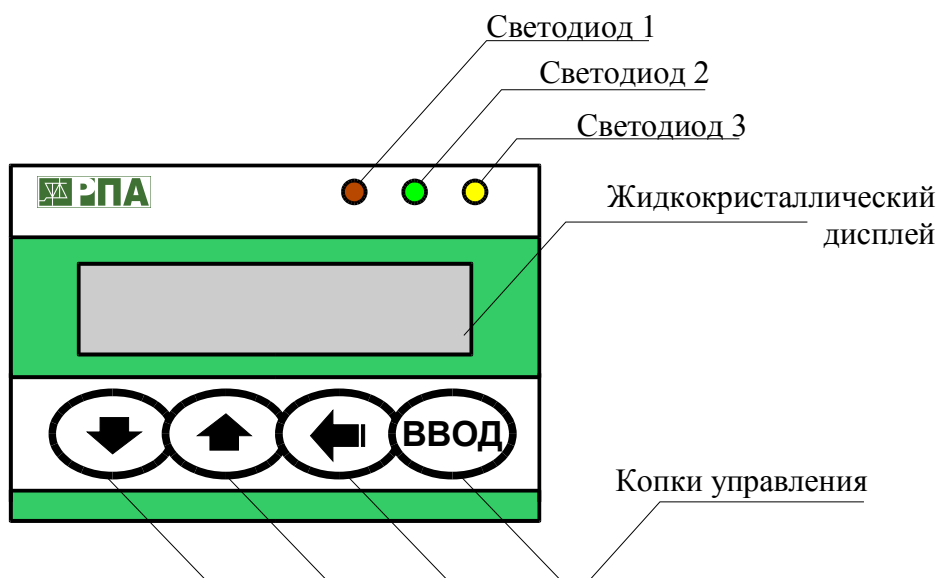 Светодиод 1
Светодиод 2
Светодиод 3
РПА
Жидкокристаллический
дисплей
ВВОД
Копки управления